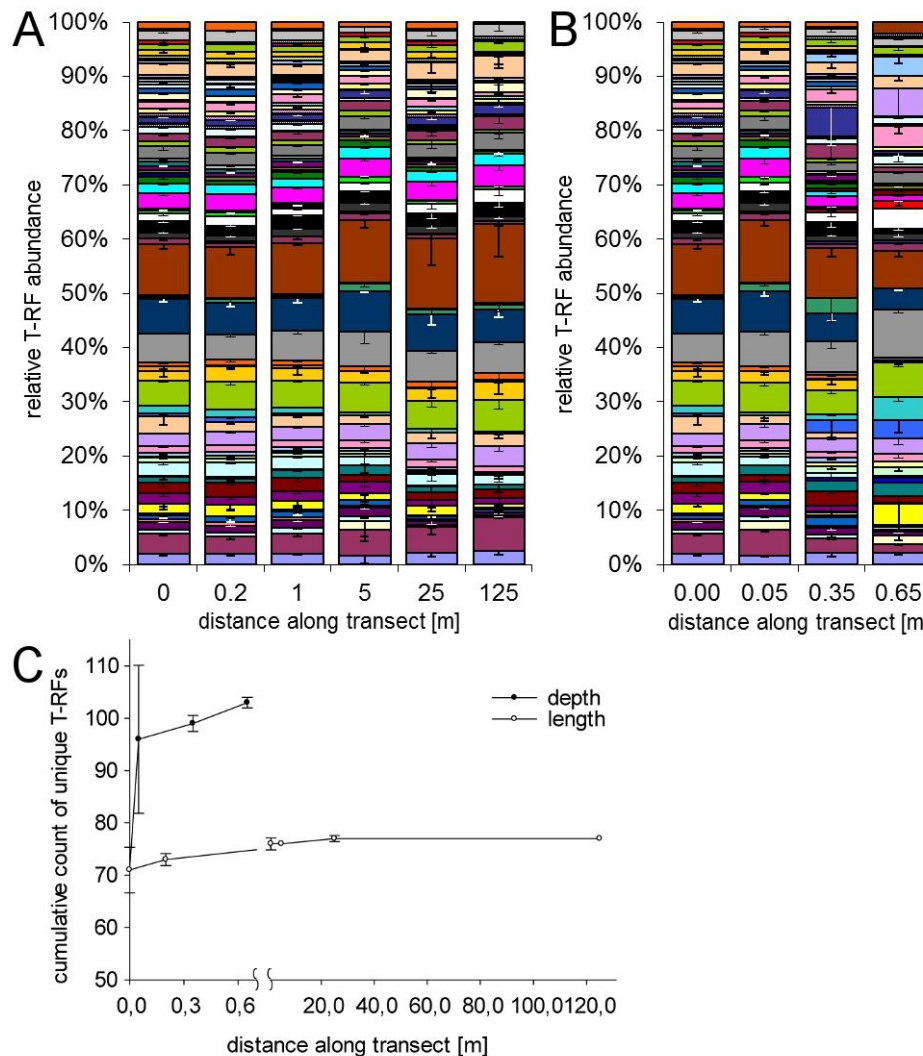 A
100%
90%
80%
70%
60%
50%
40%
30%
20%
10%
0%
relative T-RF abundance
0 0.2 1 5 25 125
distance along transect [m]
B
100%
90%
80%
70%
60%
50%
40%
30%
20%
10%
0%
relative T-RF abundance
0.00 0.05 0.35 0.65
distance along transect [m]
C
110
100
90
80
70
60
50
cumulative count of unique T-RFs
depth
length
0,0 0,3 0,6 20,0 40,0 60,0 80,0 100,0 120,0
distance along transect [m]